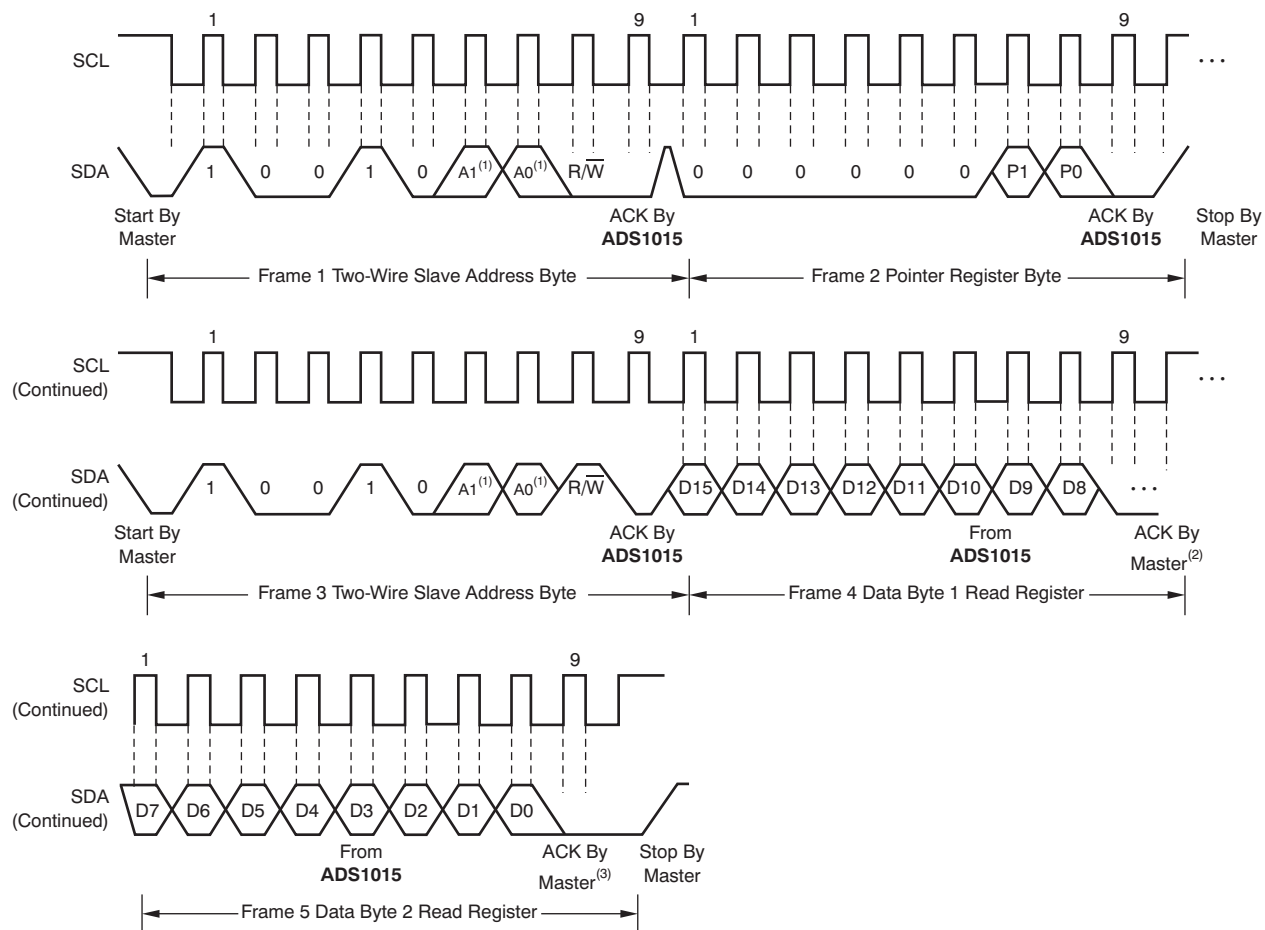 1 9 1 9
SCL
...
SDA
1 0 0 1 0 A1(1) A0(1) R/W̅ 0 0 0 0 0 0 P1 P0
Start By
Master
ACK By
ADS1015
ACK By
ADS1015
Stop By
Master
Frame 1 Two-Wire Slave Address Byte
Frame 2 Pointer Register Byte
1 9 1 9
SCL
(Continued)
...
SDA
(Continued)
1 0 0 1 0 A1(1) A0(1) R/W̅ D15 D14 D13 D12 D11 D10 D9 D8 ...
Start By
Master
ACK By
ADS1015
From
ADS1015
ACK By
Master(2)
Frame 3 Two-Wire Slave Address Byte
Frame 4 Data Byte 1 Read Register
1 9
SCL
(Continued)
SDA
(Continued)
D7 D6 D5 D4 D3 D2 D1 D0
From
ADS1015
ACK By
Master(3)
Stop By
Master
Frame 5 Data Byte 2 Read Register